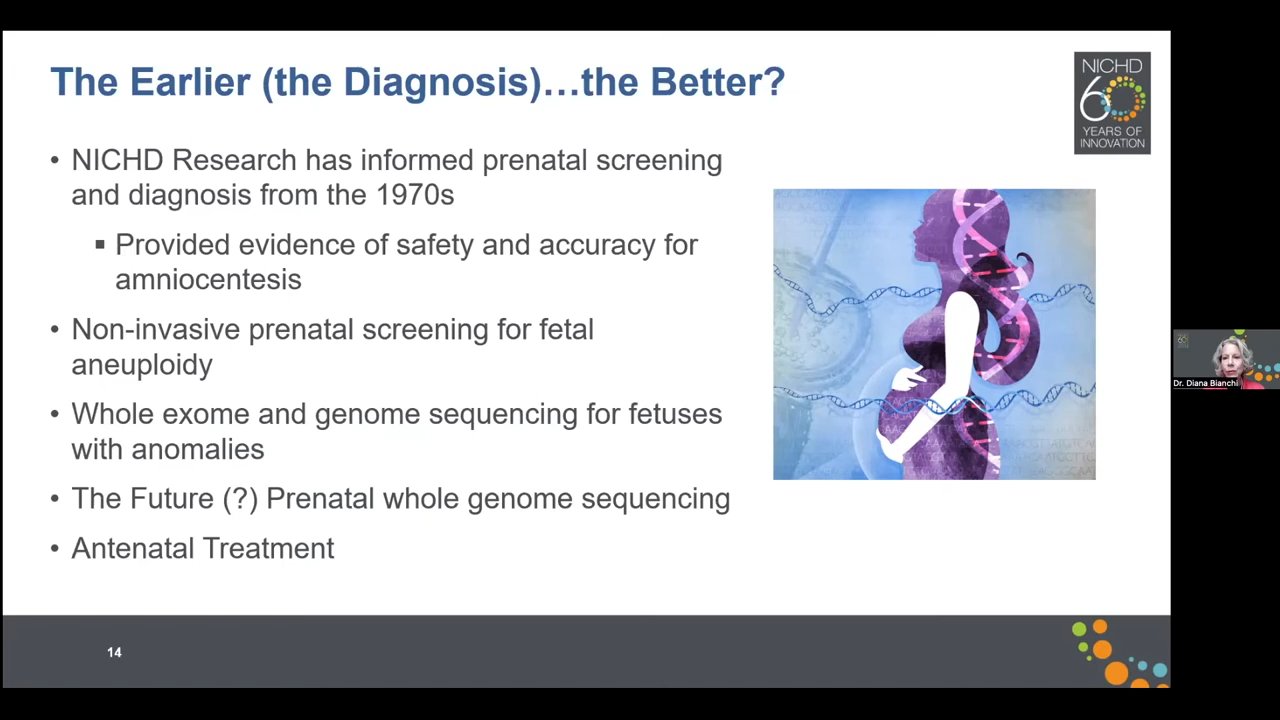 The Earlier (the Diagnosis)…the Better?
NICHD
60
YEARS OF
INNOVATION
• NICHD Research has informed prenatal screening
and diagnosis from the 1970s
▪ Provided evidence of safety and accuracy for
amniocentesis
• Non-invasive prenatal screening for fetal
aneuploidy
• Whole exome and genome sequencing for fetuses
with anomalies
• The Future (?) Prenatal whole genome sequencing
• Antenatal Treatment
Dr. Diana Bianchi
14